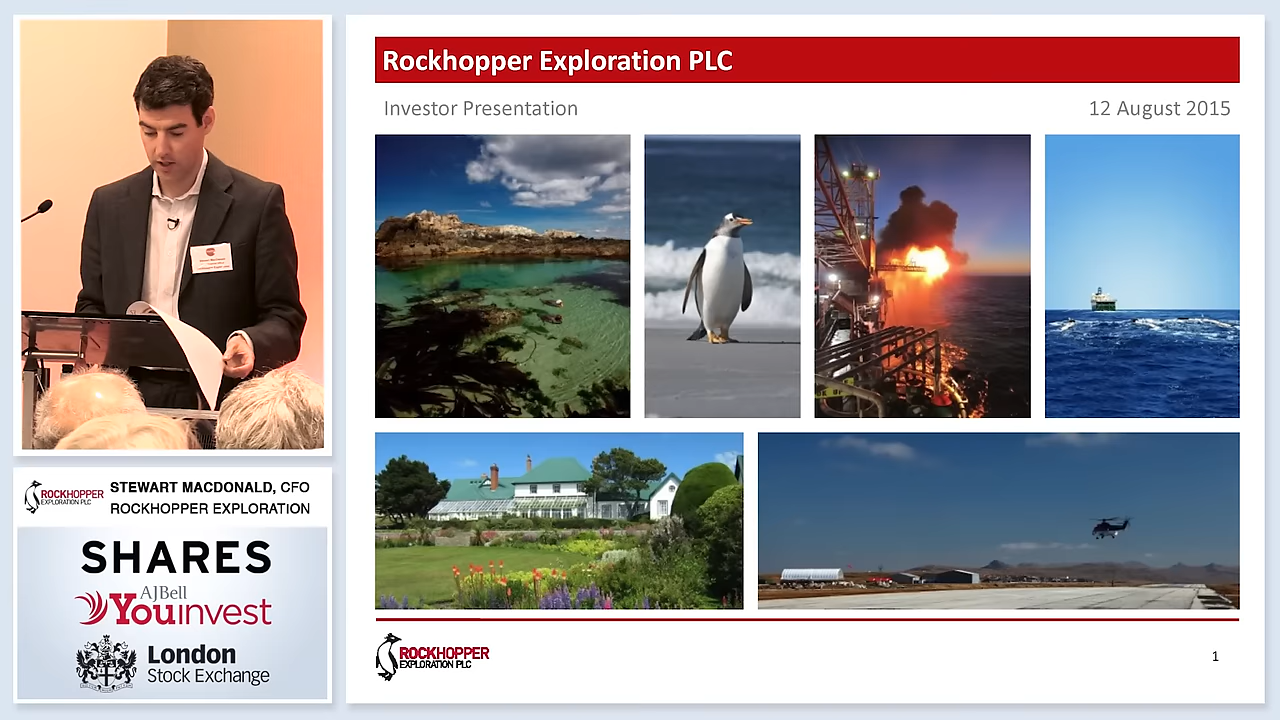 Rockhopper Exploration PLC
Investor Presentation
12 August 2015
STEWART MACDONALD, CFO
ROCKHOPPER EXPLORATION
ROCKHOPPER
EXPLORATION PLC
SHARES
AJBell
Youinvest
London
Stock Exchange
ROCKHOPPER
EXPLORATION PLC
1